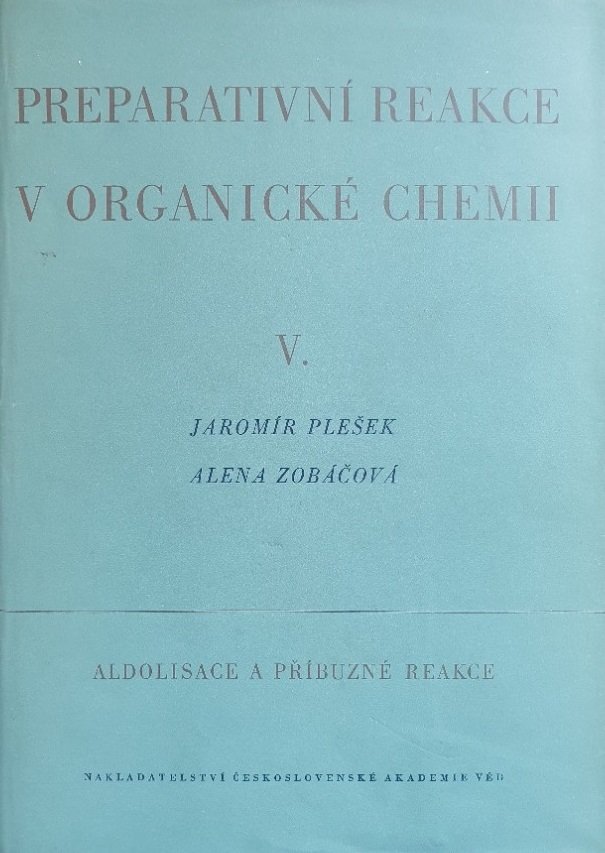 PREPARATIVNÍ REAKCE
V ORGANICKÉ CHEMII
V.
JAROMÍR PLEŠEK
ALENA ZOBÁČOVÁ
ALDOLISACE A PŘÍBUZNÉ REAKCE
NAKLADATELSTVÍ ČESKOSLOVENSKÉ AKADEMIE VĚD